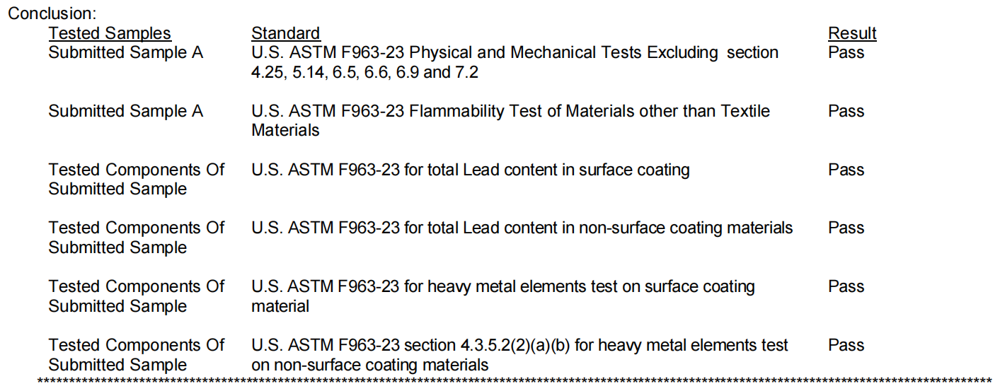 Conclusion:
Tested Samples Standard Result
Submitted Sample A U.S. ASTM F963-23 Physical and Mechanical Tests Excluding section Pass
4.25, 5.14, 6.5, 6.6, 6.9 and 7.2
Submitted Sample A U.S. ASTM F963-23 Flammability Test of Materials other than Textile Pass
Materials
Tested Components Of U.S. ASTM F963-23 for total Lead content in surface coating Pass
Submitted Sample
Tested Components Of U.S. ASTM F963-23 for total Lead content in non-surface coating materials Pass
Submitted Sample
Tested Components Of U.S. ASTM F963-23 for heavy metal elements test on surface coating Pass
Submitted Sample material
Tested Components Of U.S. ASTM F963-23 section 4.3.5.2(2)(a)(b) for heavy metal elements test Pass
Submitted Sample on non-surface coating materials
******************************************************************************************************************************************************